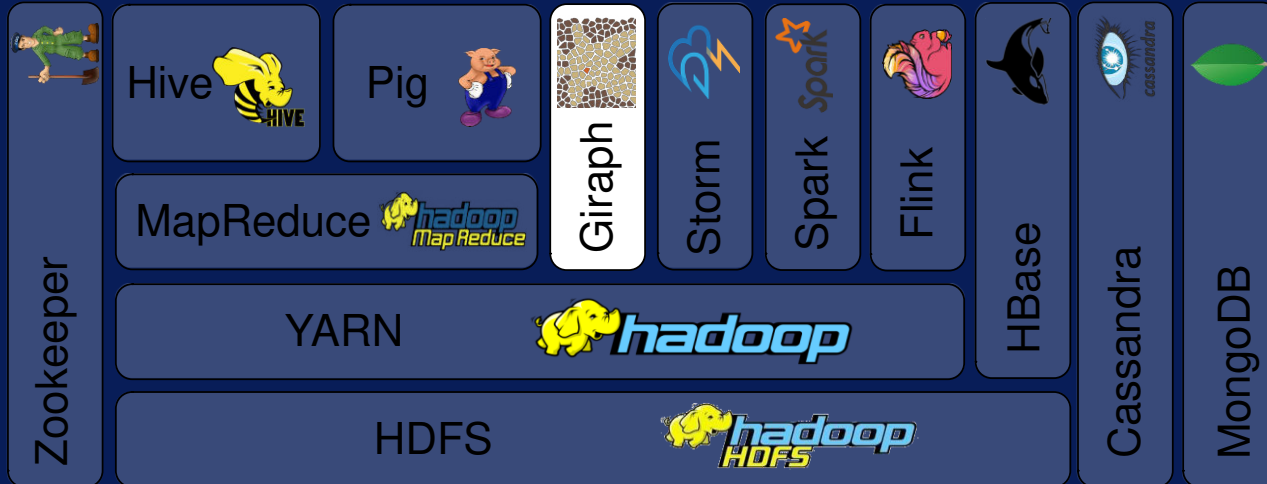 Zookeeper
Hive
HIVE
Pig
Giraph
Storm
Spark
Spark
Flink
HBase
cassandra
Cassandra
MongoDB
MapReduce
hadoop
Map Reduce
YARN
hadoop
HDFS
hadoop
HDFS